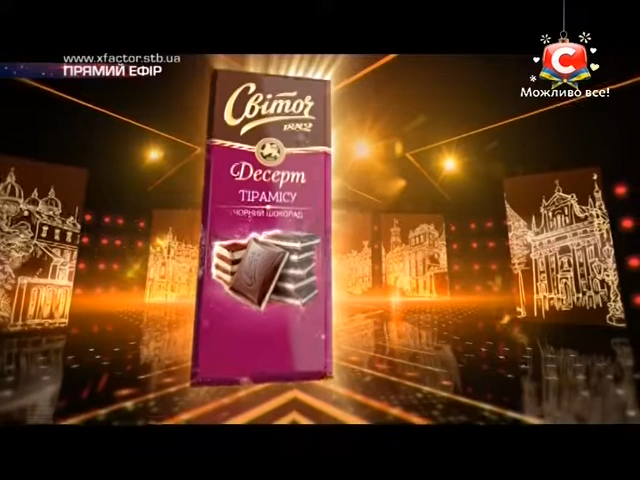 www.xfactor.stb.ua
ПРЯМИЙ ЕФІР
С
Можливо все!
Світоч
1882
Десерт
ТІРАМІСУ
ЧОРНИЙ ШОКОЛАД